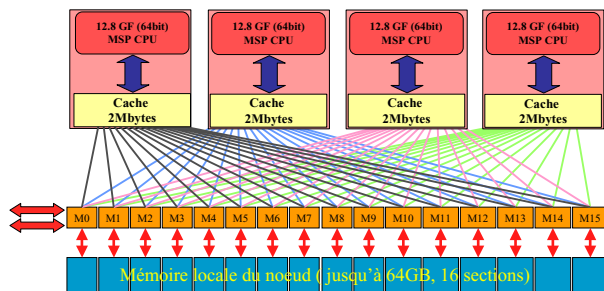 12.8 GF (64bit)
MSP CPU
12.8 GF (64bit)
MSP CPU
12.8 GF (64bit)
MSP CPU
12.8 GF (64bit)
MSP CPU
Cache
2Mbytes
Cache
2Mbytes
Cache
2Mbytes
Cache
2Mbytes
M0 M1 M2 M3 M4 M5 M6 M7 M8 M9 M10 M11 M12 M13 M14 M15
Mémoire locale du noeud ( jusqu'à 64GB, 16 sections)